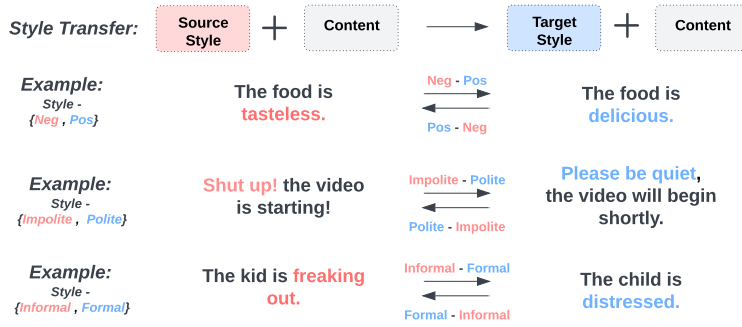 Style Transfer: Source Style + Content Target Style + Content
Example:
Style -
{Neg , Pos}
The food is
tasteless.
Neg - Pos
Pos - Neg
The food is
delicious.
Example:
Style -
{Impolite , Polite}
Shut up! the video
is starting!
Impolite - Polite
Polite - Impolite
Please be quiet,
the video will begin
shortly.
Example:
Style -
{Informal , Formal}
The kid is freaking
out.
Informal - Formal
Formal - Informal
The child is
distressed.